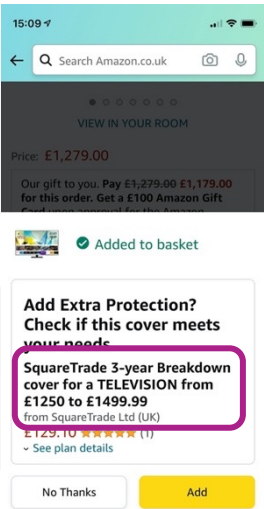 15:09
Search Amazon.co.uk
VIEW IN YOUR ROOM
Price: £1,279.00
Our gift to you. Pay £1,279.00 £1,179.00
for this order. Get a £100 Amazon Gift
Card upon approval for the Amazon
Added to basket
Add Extra Protection?
Check if this cover meets
your needs
SquareTrade 3-year Breakdown
cover for a TELEVISION from
£1250 to £1499.99
from SquareTrade Ltd (UK)
£129.10 (1)
See plan details
No Thanks
Add